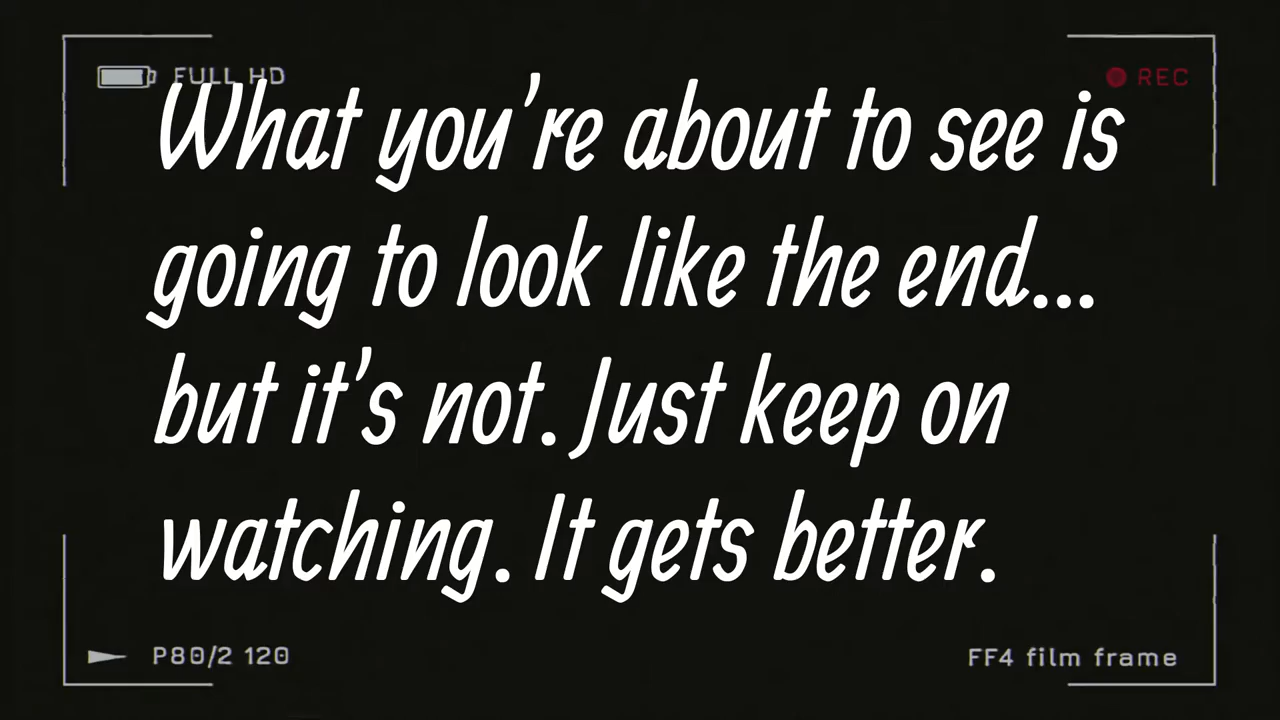 FULL HD
REC
What you're about to see is
going to look like the end...
but it's not. Just keep on
watching. It gets better.
P80/2 120
FF4 film frame